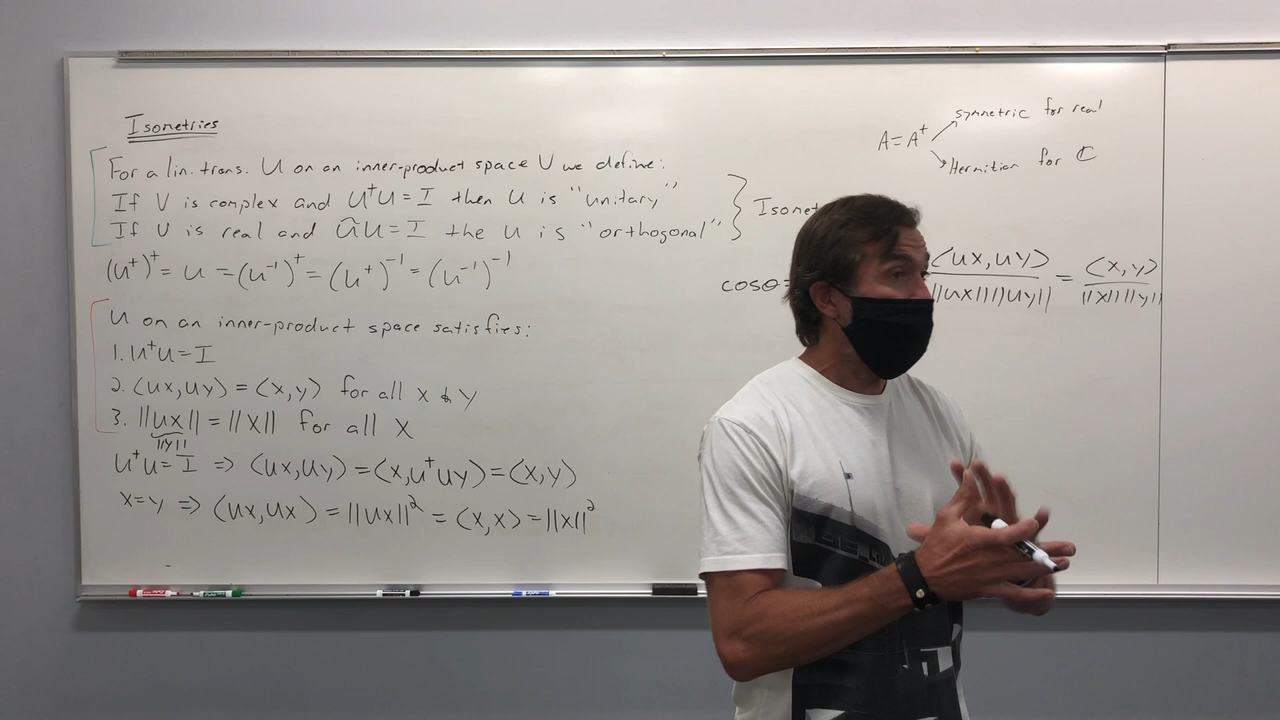 Isometries
For a lin. trans. U on an inner-product space V we define:
If V is complex and U†U = I then U is "unitary"
If V is real and ŨU = I the U is "orthogonal"
(U†)† = U = (U⁻¹)† = (U†)⁻¹ = (U⁻¹)⁻¹
U on an inner-product space satisfies:
1. U†U = I
2. (Ux,Uy) = (x,y) for all x & y
3. ||Ux|| = ||x|| for all x
||y||
U†U = I ⇒ (Ux,Uy) = (x,U†Uy) = (x,y)
x=y ⇒ (Ux,Ux) = ||Ux||² = (x,x) = ||x||²
symmetric for real
A = A†
Hermitian for ℂ
cosθ = (Ux,Uy) / ||Ux|| ||Uy|| = (x,y) / ||x|| ||y||